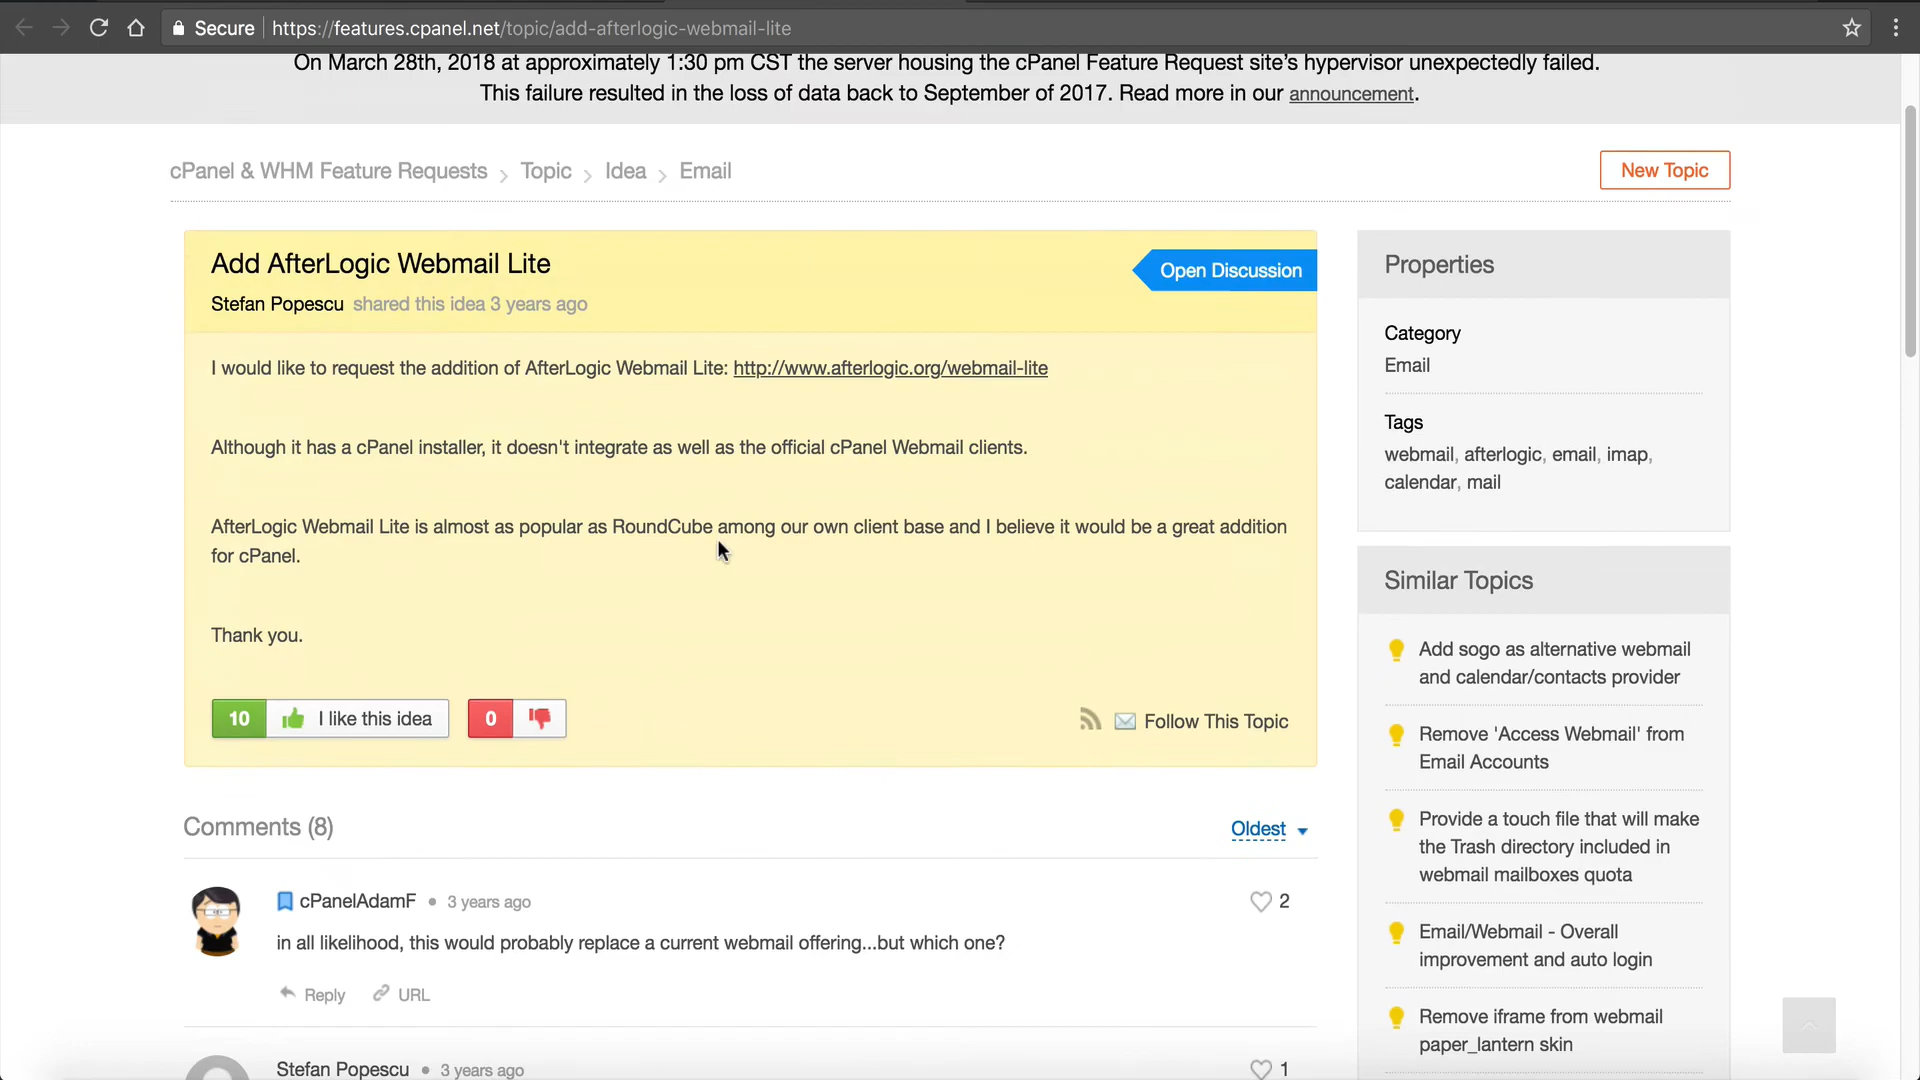 Secure
https://features.cpanel.net/topic/add-afterlogic-webmail-lite
On March 28th, 2018 at approximately 1:30 pm CST the server housing the cPanel Feature Request site's hypervisor unexpectedly failed.
This failure resulted in the loss of data back to September of 2017. Read more in our announcement.
cPanel & WHM Feature Requests > Topic > Idea > Email
New Topic
Add AfterLogic Webmail Lite
Open Discussion
Stefan Popescu shared this idea 3 years ago
I would like to request the addition of AfterLogic Webmail Lite: http://www.afterlogic.org/webmail-lite
Although it has a cPanel installer, it doesn't integrate as well as the official cPanel Webmail clients.
AfterLogic Webmail Lite is almost as popular as RoundCube among our own client base and I believe it would be a great addition
for cPanel.
Thank you.
10 I like this idea 0
Follow This Topic
Comments (8)
Oldest
cPanelAdamF • 3 years ago
2
in all likelihood, this would probably replace a current webmail offering...but which one?
Reply URL
Stefan Popescu • 3 years ago
1
Properties
Category
Email
Tags
webmail, afterlogic, email, imap,
calendar, mail
Similar Topics
Add sogo as alternative webmail
and calendar/contacts provider
Remove 'Access Webmail' from
Email Accounts
Provide a touch file that will make
the Trash directory included in
webmail mailboxes quota
Email/Webmail - Overall
improvement and auto login
Remove iframe from webmail
paper_lantern skin